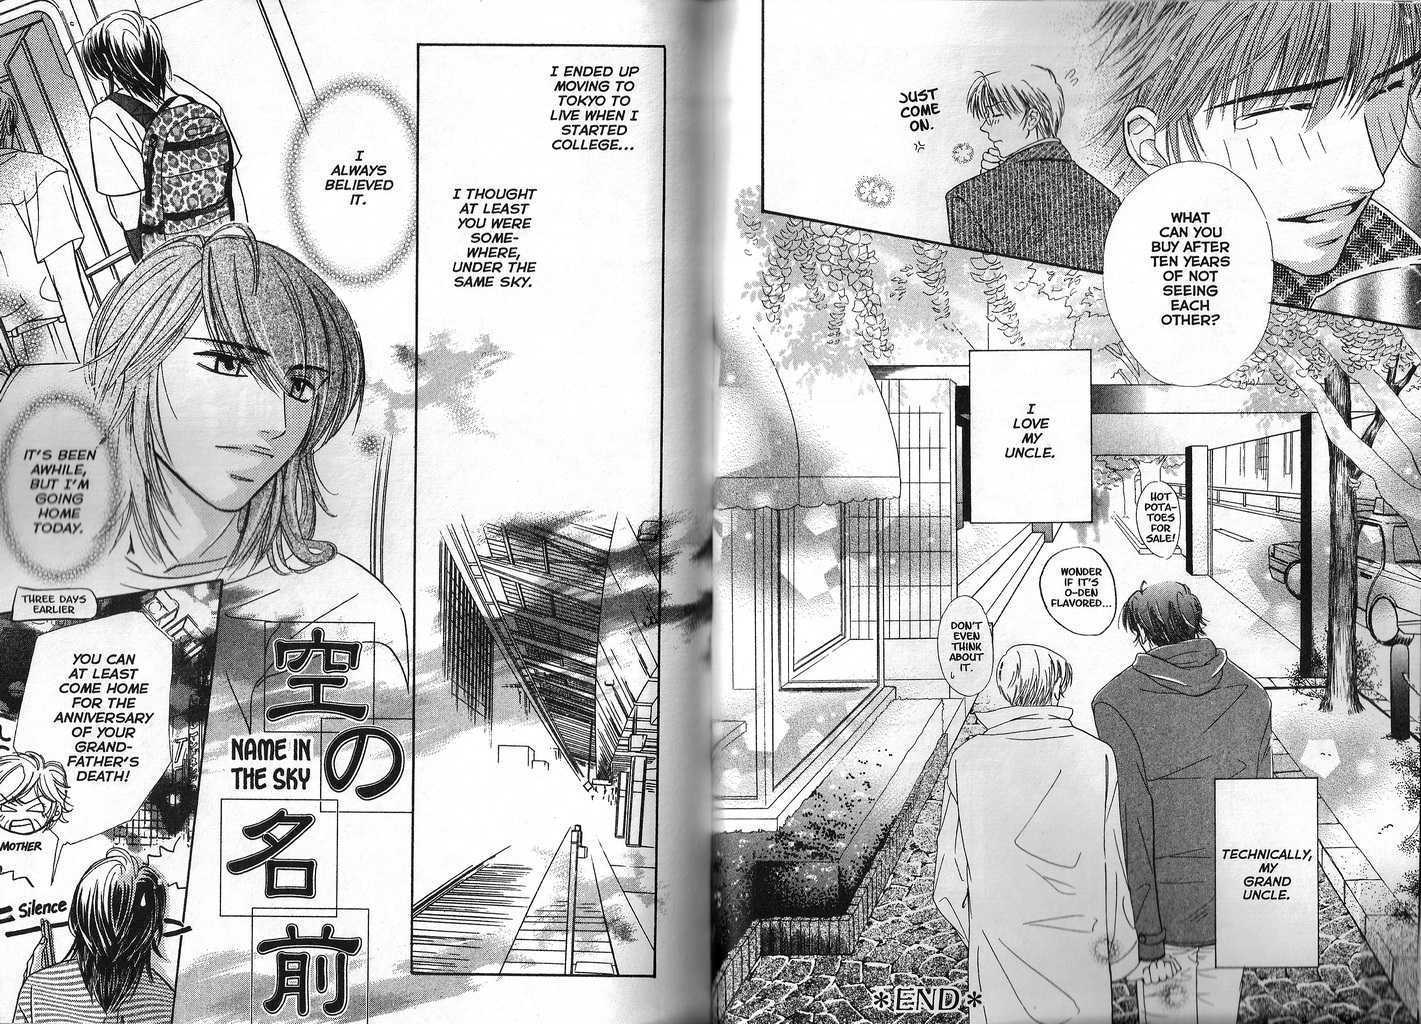 JUST
COME
ON.
WHAT
CAN YOU
BUY AFTER
TEN YEARS
OF NOT
SEEING
EACH
OTHER?
I
LOVE
MY
UNCLE.
HOT
POTA-
TOES
FOR
SALE!
WONDER
IF IT'S
O-DEN
FLAVORED...
DON'T
EVEN
THINK
ABOUT
IT.
TECHNICALLY,
MY
GRAND
UNCLE.
*END*
I ENDED UP
MOVING TO
TOKYO TO
LIVE WHEN I
STARTED
COLLEGE...
I THOUGHT
AT LEAST
YOU WERE
SOME-
WHERE,
UNDER THE
SAME SKY.
I
ALWAYS
BELIEVED
IT.
IT'S BEEN
AWHILE,
BUT I'M
GOING
HOME
TODAY.
空の名前
NAME IN
THE SKY
THREE DAYS
EARLIER
YOU CAN
AT LEAST
COME HOME
FOR THE
ANNIVERSARY
OF YOUR
GRAND-
FATHER'S
DEATH!
MOTHER
Silence